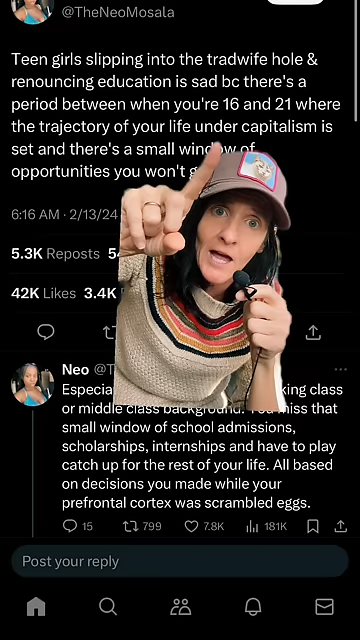 @TheNeoMosala
Teen girls slipping into the tradwife hole &
renouncing education is sad bc there's a
period between when you're 16 and 21 where
the trajectory of your life under capitalism is
set and there's a small window of
opportunities you won't
6:16 AM · 2/13/24
5.3K Reposts
42K Likes 3.4K
Neo
Especia king class
or middle class background. You miss that
small window of school admissions,
scholarships, internships and have to play
catch up for the rest of your life. All based
on decisions you made while your
prefrontal cortex was scrambled eggs.
15 799 7.8K 181K
Post your reply